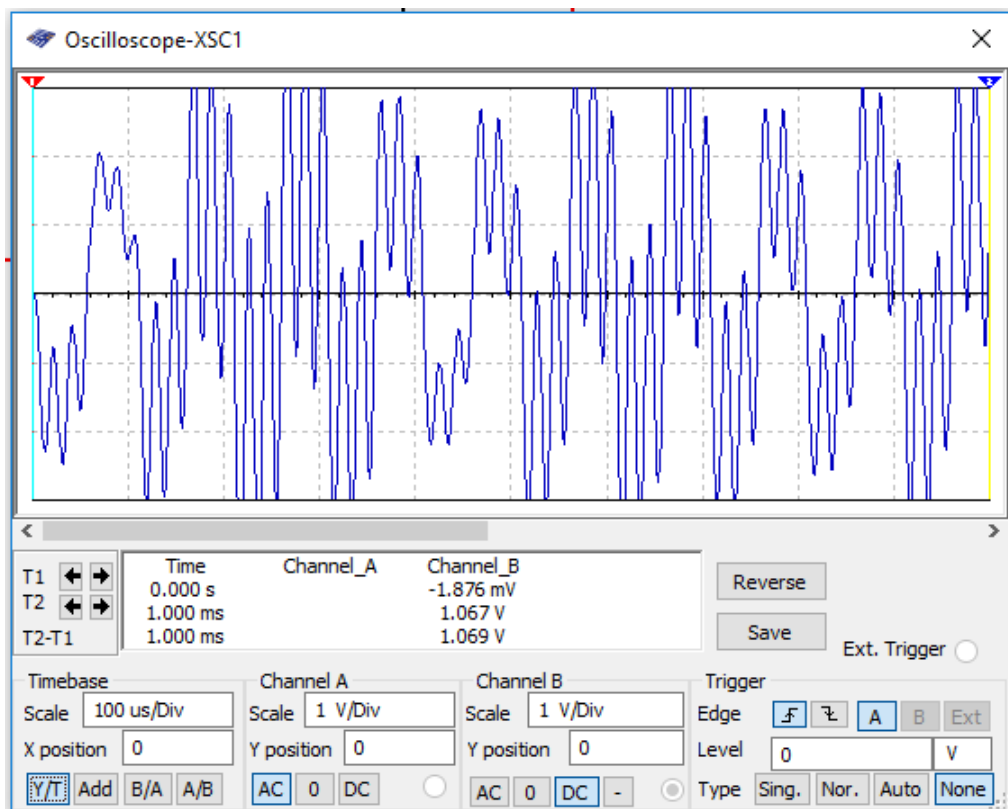 Oscilloscope-XSC1
1
2
T1
T2
T2-T1
Time Channel_A Channel_B
0.000 s -1.876 mV
1.000 ms 1.067 V
1.000 ms 1.069 V
Reverse
Save
Ext. Trigger
Timebase
Scale 100 us/Div
X position 0
Y/T Add B/A A/B
Channel A
Scale 1 V/Div
Y position 0
AC 0 DC
Channel B
Scale 1 V/Div
Y position 0
AC 0 DC -
Trigger
Edge A B Ext
Level 0 V
Type Sing. Nor. Auto None